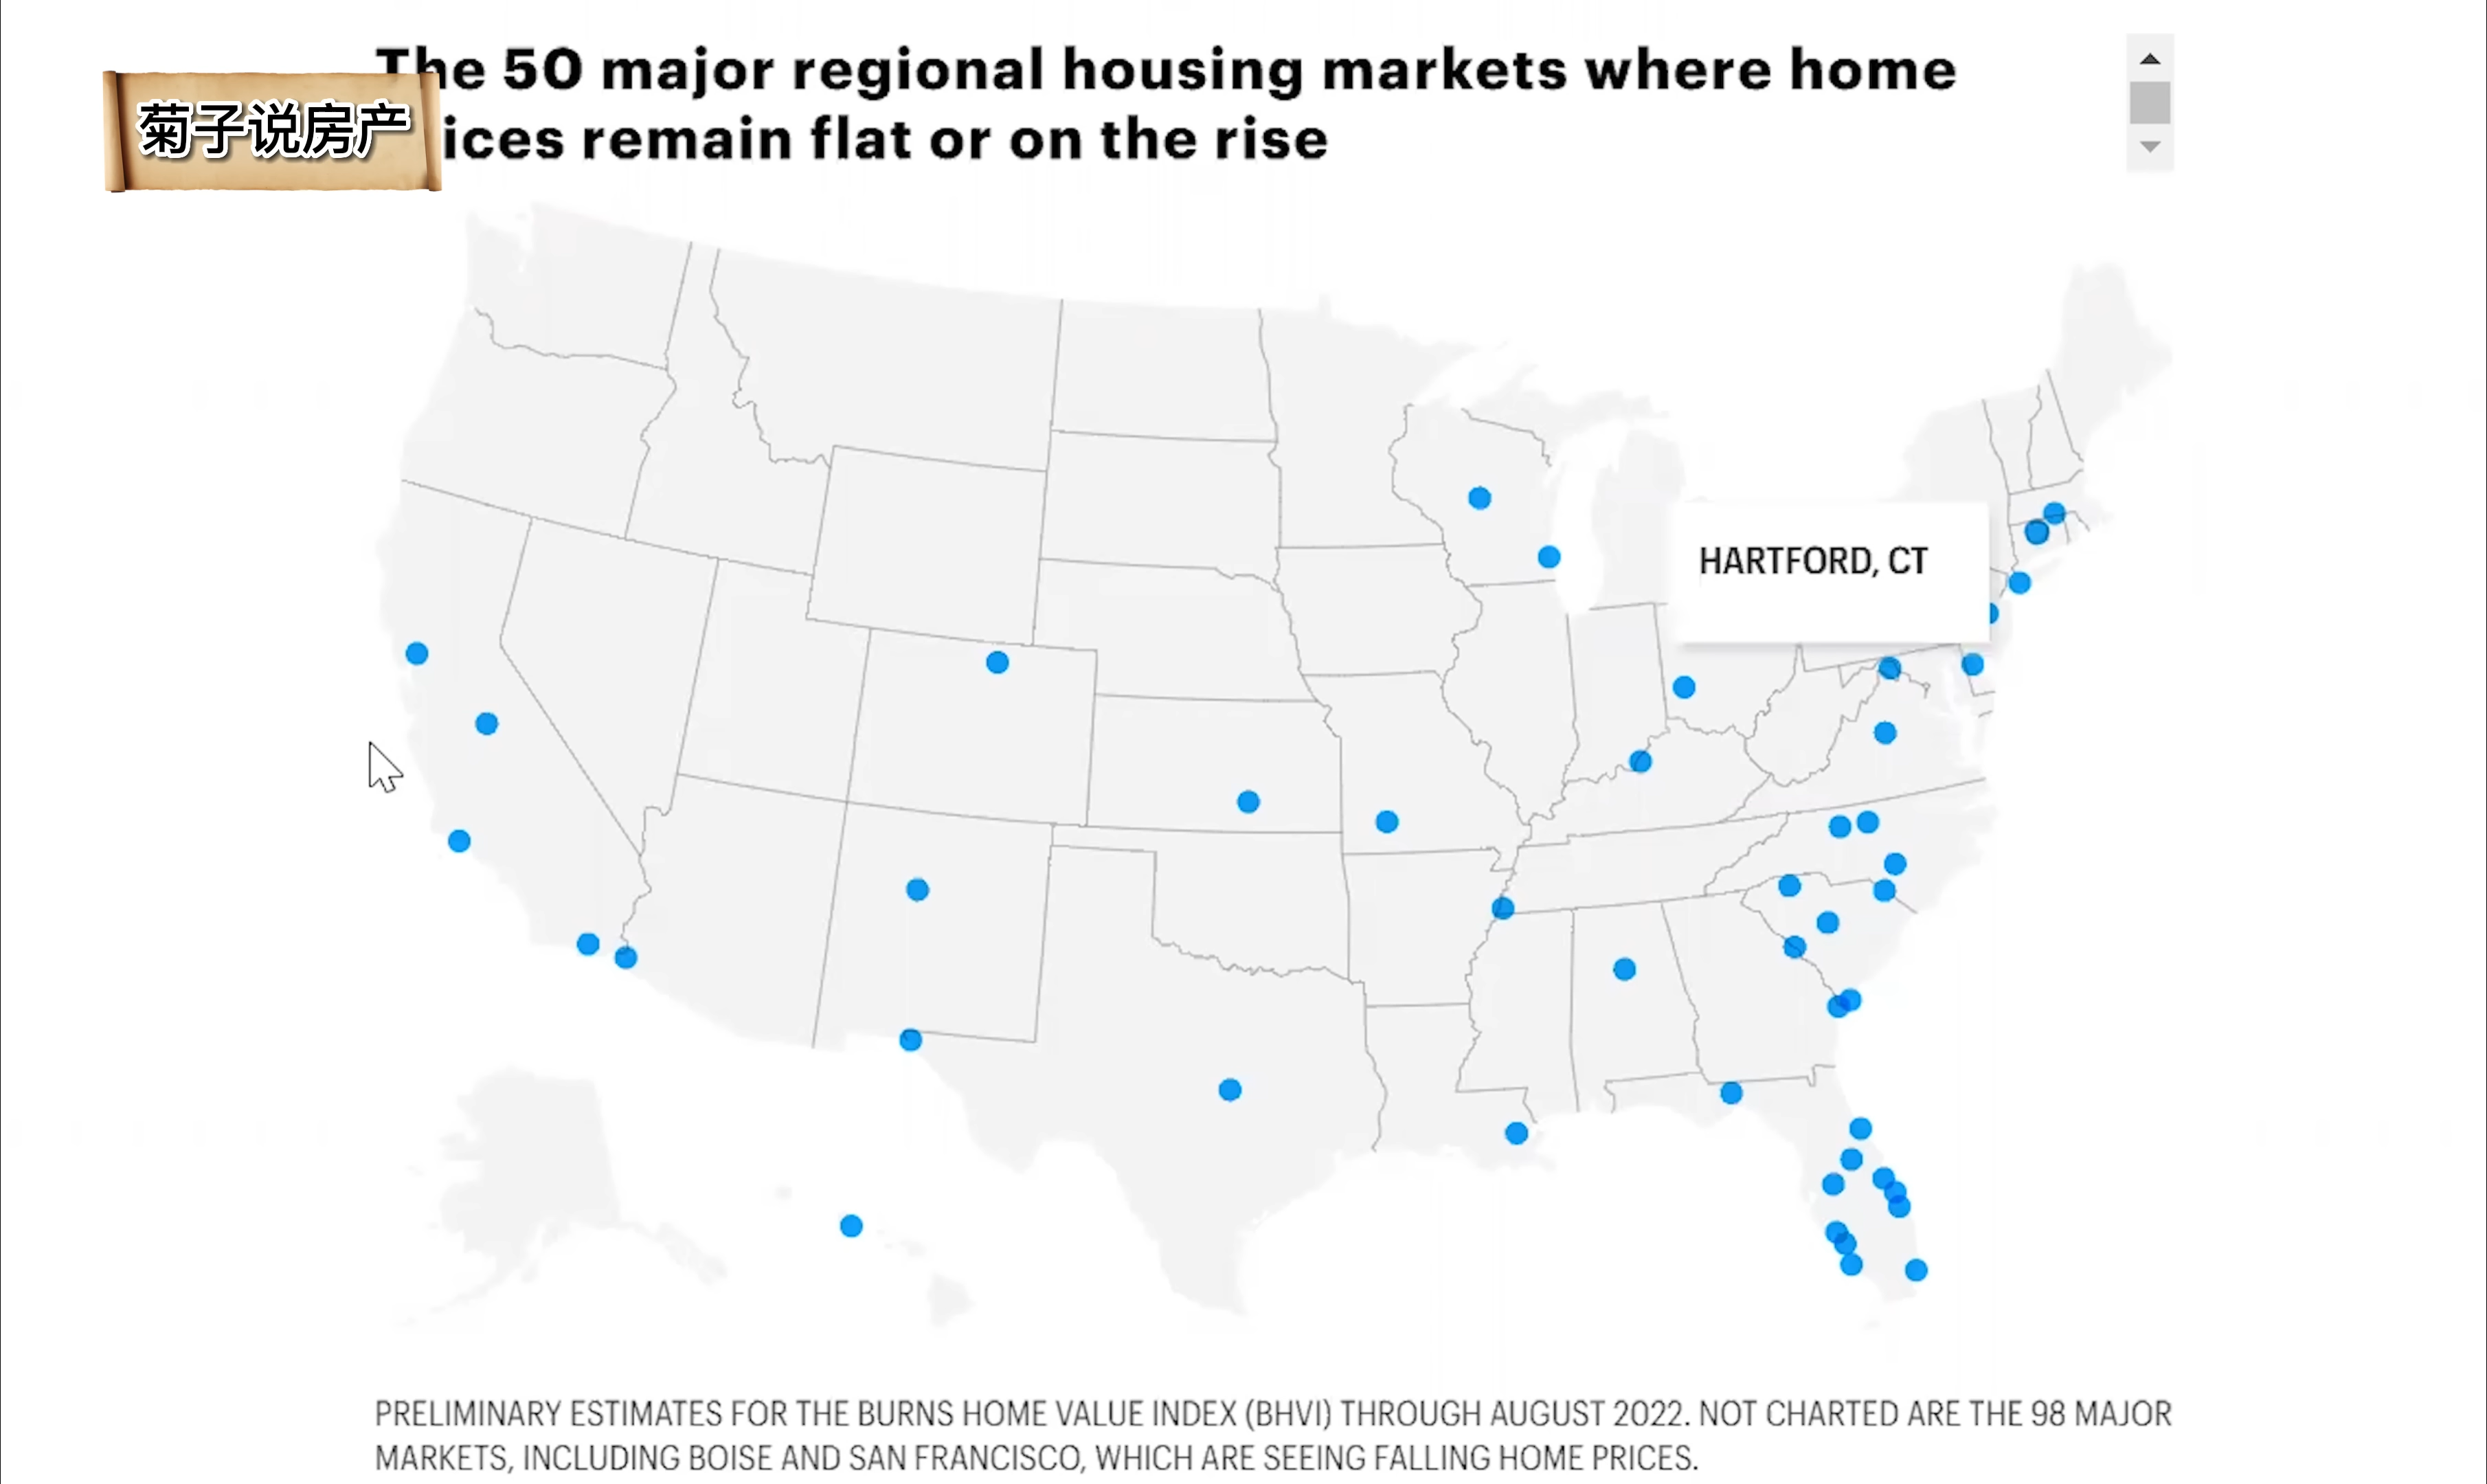 The 50 major regional housing markets where home
ices remain flat or on the rise
菊子说房产
HARTFORD, CT
PRELIMINARY ESTIMATES FOR THE BURNS HOME VALUE INDEX (BHVI) THROUGH AUGUST 2022. NOT CHARTED ARE THE 98 MAJOR
MARKETS, INCLUDING BOISE AND SAN FRANCISCO, WHICH ARE SEEING FALLING HOME PRICES.